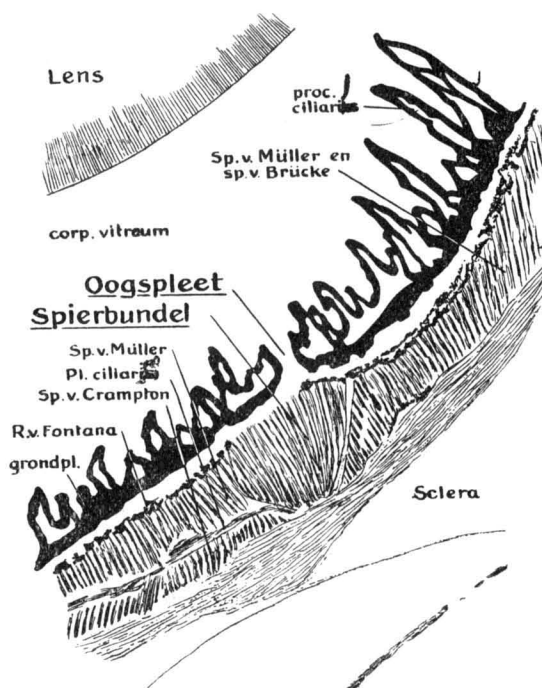 Lens
proc.
ciliaris
Sp.v. Müller en
sp.v. Brücke
corp. vitreum
Oogspleet
Spierbundel
Sp.v. Müller
Pl. ciliaris
Sp.v. Crampton
R.v. Fontana
grondpl.
Sclera